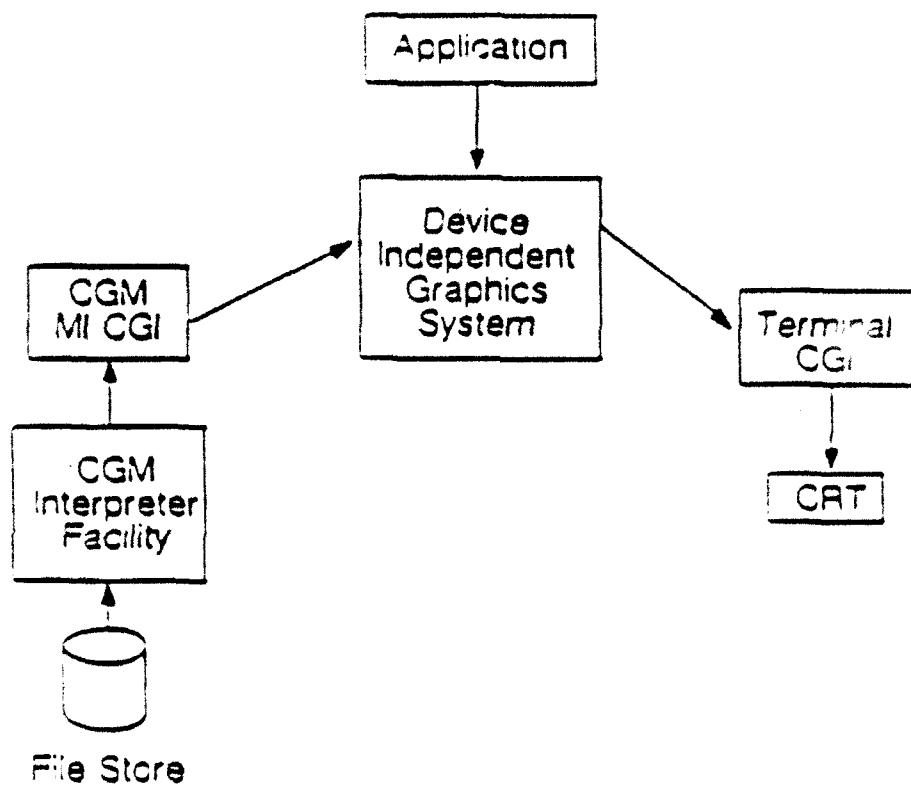 Application
Device
Independent
Graphics
System
CGM
MI CGI
Terminal
CGI
CGM
Interpreter
Facility
CRT
File Store